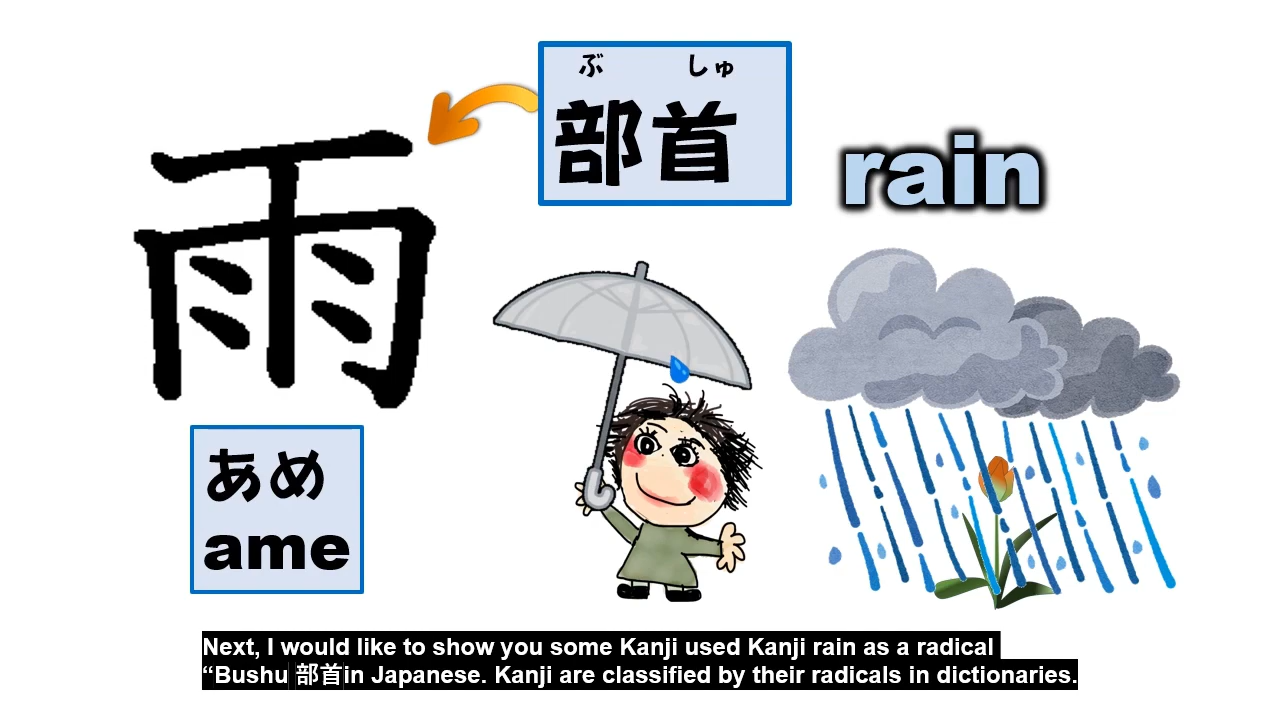 雨
ぶ しゅ
部首
rain
あめ
ame
Next, I would like to show you some Kanji used Kanji rain as a radical
“Bushu 部首in Japanese. Kanji are classified by their radicals in dictionaries.